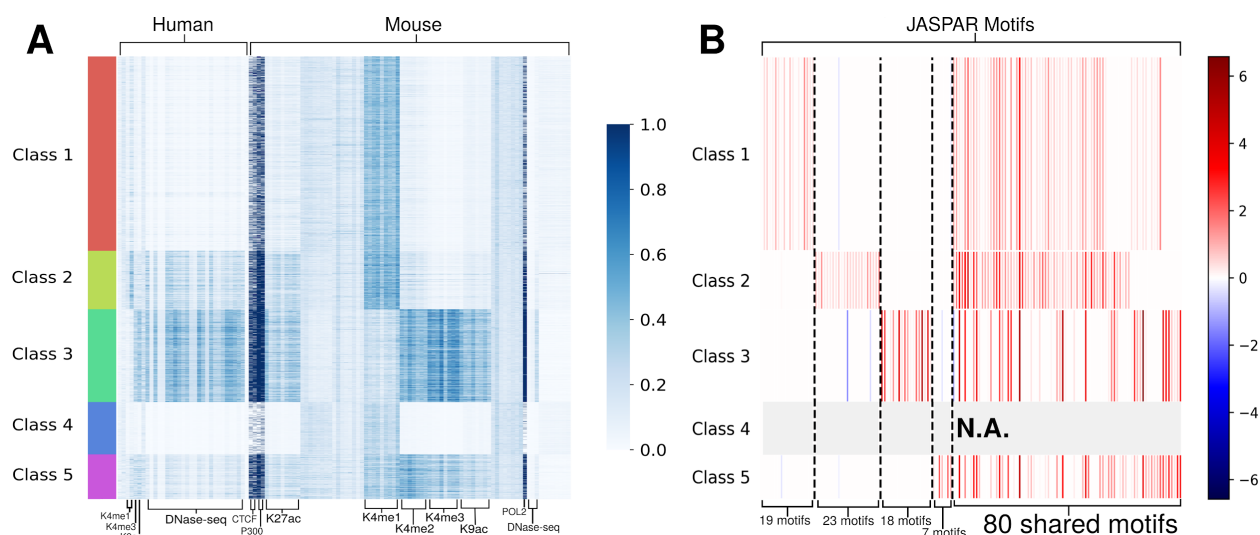 A
Human
Mouse
Class 1
Class 2
Class 3
Class 4
Class 5
1.0
0.8
0.6
0.4
0.2
0.0
K4me1
K4me3
DNase-seq
CTCF
P300
K27ac
K4me1
K4me2
K4me3
K9ac
POL2
DNase-seq
B
JASPAR Motifs
Class 1
Class 2
Class 3
Class 4
Class 5
N.A.
19 motifs
23 motifs
18 motifs
7 motifs
80 shared motifs
6
4
2
0
−2
−4
−6